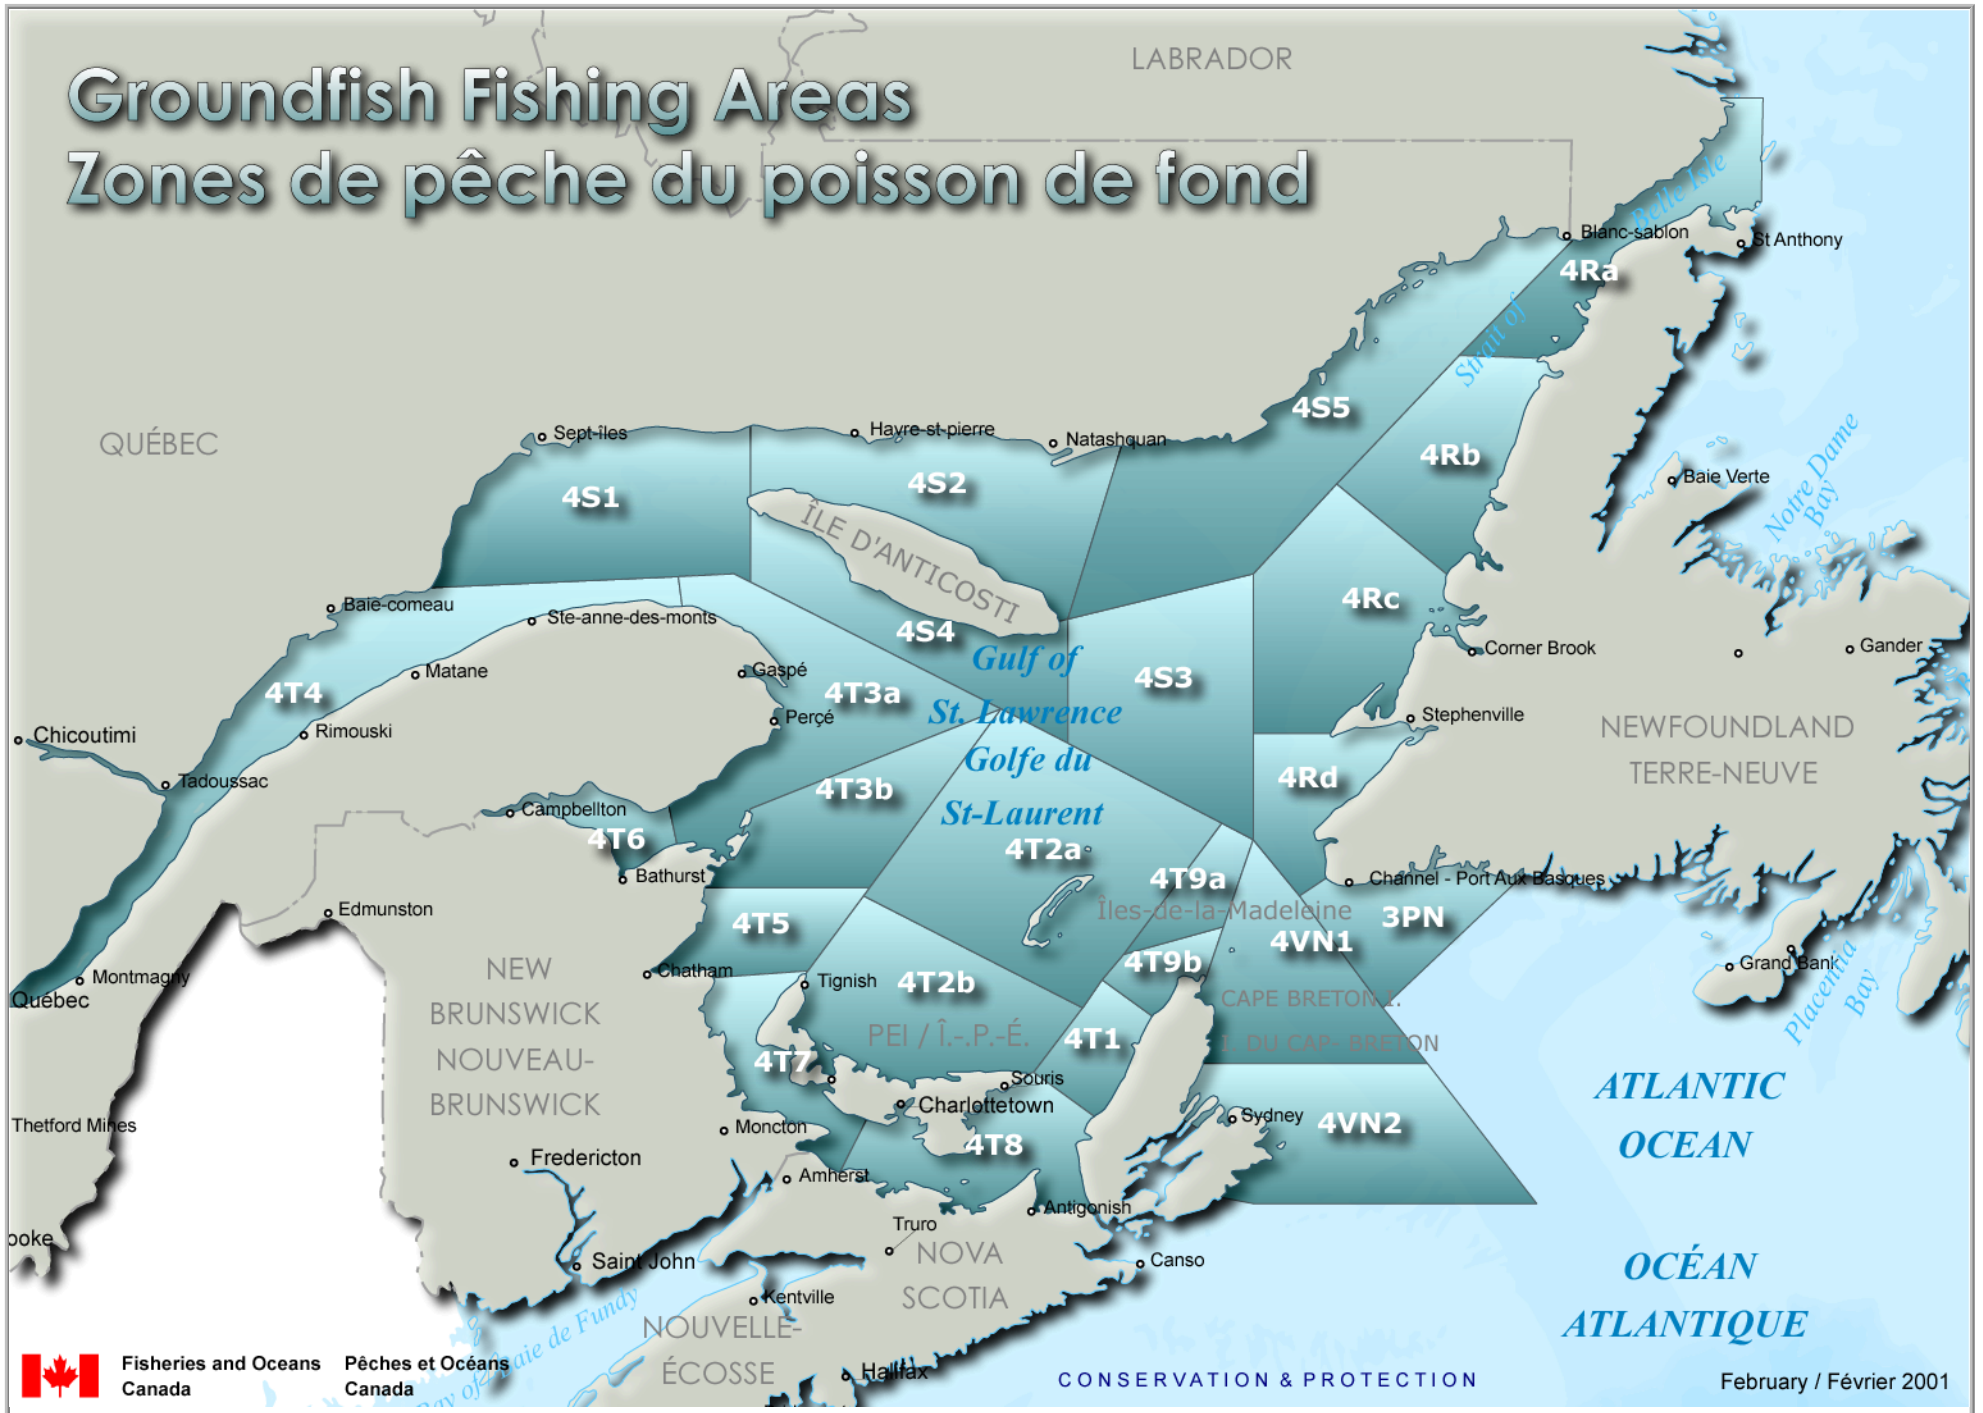 Groundfish Fishing Areas
Zones de pêche du poisson de fond
LABRADOR
Belle Isle
Blanc-sablon
St Anthony
4Ra
Strait of
4S5
QUÉBEC
Sept-îles
Havre-st-pierre
Natashquan
4Rb
Baie Verte
Notre Dame
Bay
4S1
4S2
ÎLE D'ANTICOSTI
4Rc
Baie-comeau
Ste-anne-des-monts
4S4
Gulf of
St. Lawrence
Corner Brook
Gander
Matane
Gaspé
4T4
4T3a
4S3
Perçé
Stephenville
Rimouski
Chicoutimi
NEWFOUNDLAND
TERRE-NEUVE
Golfe du
St-Laurent
Tadoussac
4T3b
4Rd
Campbellton
4T6
4T2a
Bathurst
4T9a
Channel - Port Aux Basques
Edmunston
4T5
Îles-de-la-Madeleine
3PN
4VN1
Chatham
Montmagny
Québec
NEW
BRUNSWICK
NOUVEAU-
BRUNSWICK
Tignish
4T2b
4T9b
Grand Bank
Placentia
Bay
CAPE BRETON I.
I. DU CAP- BRETON
PEI / Î.-.P.-É.
4T1
4T7
Souris
Charlottetown
ATLANTIC
OCEAN
Thetford Mines
Moncton
4T8
Sydney
4VN2
Fredericton
Amherst
Antigonish
Truro
NOVA
SCOTIA
ooke
Saint John
Canso
OCÉAN
ATLANTIQUE
Kentville
NOUVELLE-
ÉCOSSE
Bay of / Baie de Fundy
Halifax
Fisheries and Oceans
Canada
Pêches et Océans
Canada
CONSERVATION & PROTECTION
February / Février 2001